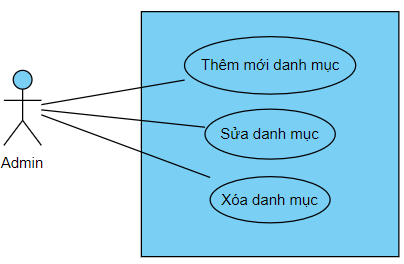 Thêm mới danh mục
Sửa danh mục
Admin
Xóa danh mục